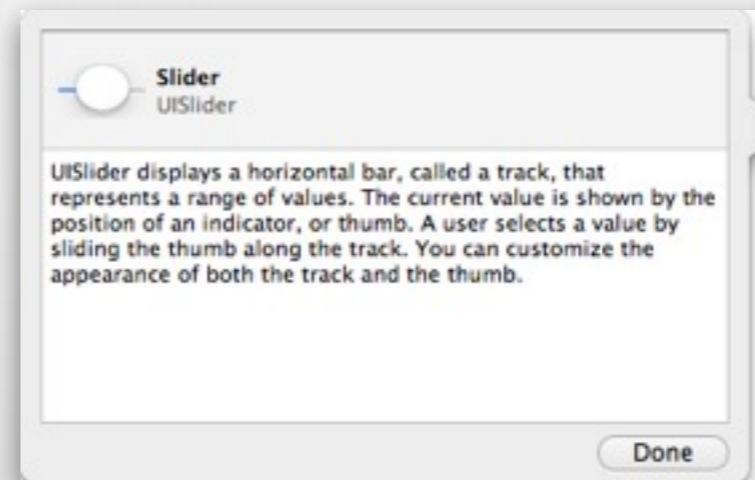 Slider
UISlider
UISlider displays a horizontal bar, called a track, that
represents a range of values. The current value is shown by the
position of an indicator, or thumb. A user selects a value by
sliding the thumb along the track. You can customize the
appearance of both the track and the thumb.
Done